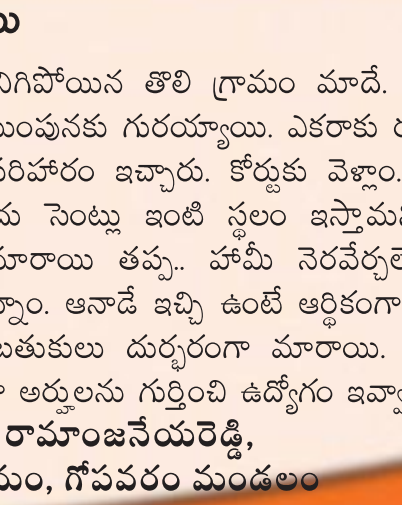 నిగిపోయిన తొలి గ్రామం మాదే.
ంపునకు గురయ్యాయి. ఎకరాకు
పరిహారం ఇచ్చారు. కోర్టుకు వెళ్లాం.
సెంట్లు ఇంటి స్థలం ఇస్తామ
మారాయి తప్ప.. హామీ నెరవేర్చలే
న్నాం. ఆనాడే ఇచ్చి ఉంటే ఆర్థికంగా
బతుకులు దుర్భరంగా మారాయి.
అర్హులను గుర్తించి ఉద్యోగం ఇవ్వా
రామాంజనేయరెడ్డి,
గోపవరం మండలం